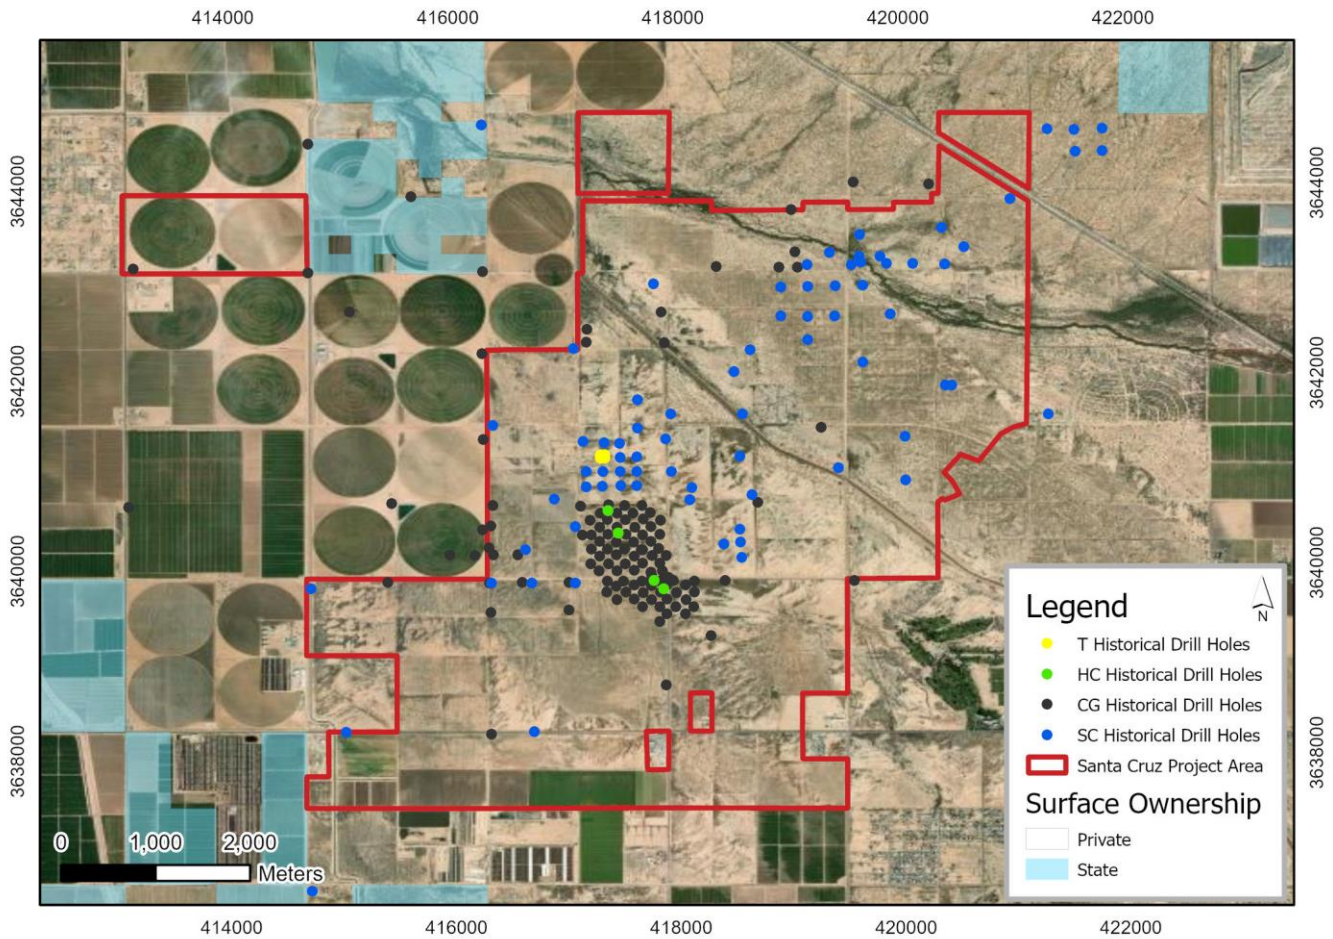 414000 416000 418000 420000 422000
3644000 3644000
3642000 3642000
3640000 3640000
3638000 3638000
Legend
N
T Historical Drill Holes
HC Historical Drill Holes
CG Historical Drill Holes
SC Historical Drill Holes
Santa Cruz Project Area
Surface Ownership
Private
State
0 1,000 2,000
Meters
414000 416000 418000 420000 422000